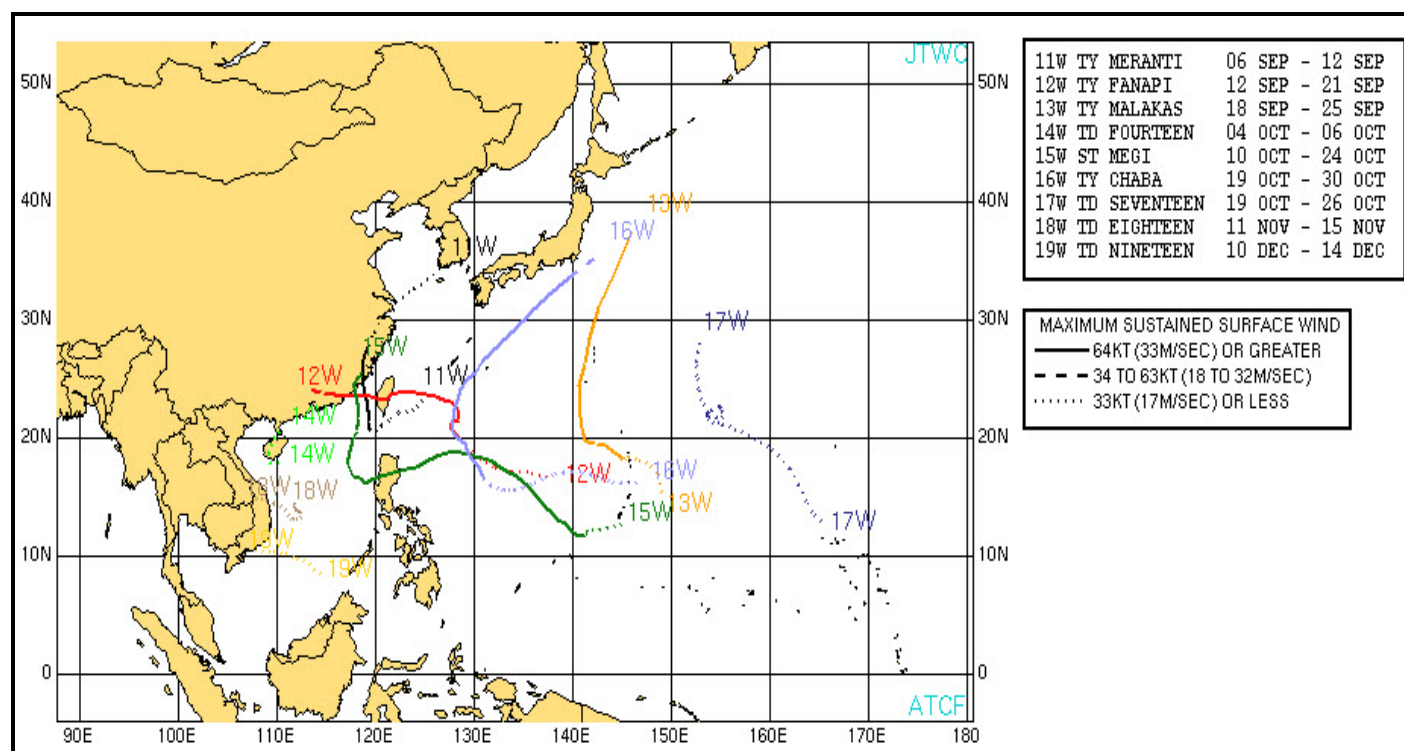 JTWC
50N
50N
40N
13W
40N
16W
11W
30N
17W
30N
15W
12W
11W
14W
20N
20N
14W
12W
16W
18W
18W
13W
15W
17W
19W
10N
10N
19W
0
0
ATCF
90E 100E 110E 120E 130E 140E 150E 160E 170E 180
11W TY MERANTI 06 SEP - 12 SEP
12W TY FANAPI 12 SEP - 21 SEP
13W TY MALAKAS 18 SEP - 25 SEP
14W TD FOURTEEN 04 OCT - 06 OCT
15W ST MEGI 10 OCT - 24 OCT
16W TY CHABA 19 OCT - 30 OCT
17W TD SEVENTEEN 19 OCT - 26 OCT
18W TD EIGHTEEN 11 NOV - 15 NOV
19W TD NINETEEN 10 DEC - 14 DEC
MAXIMUM SUSTAINED SURFACE WIND
64KT (33M/SEC) OR GREATER
34 TO 63KT (18 TO 32M/SEC)
33KT (17M/SEC) OR LESS